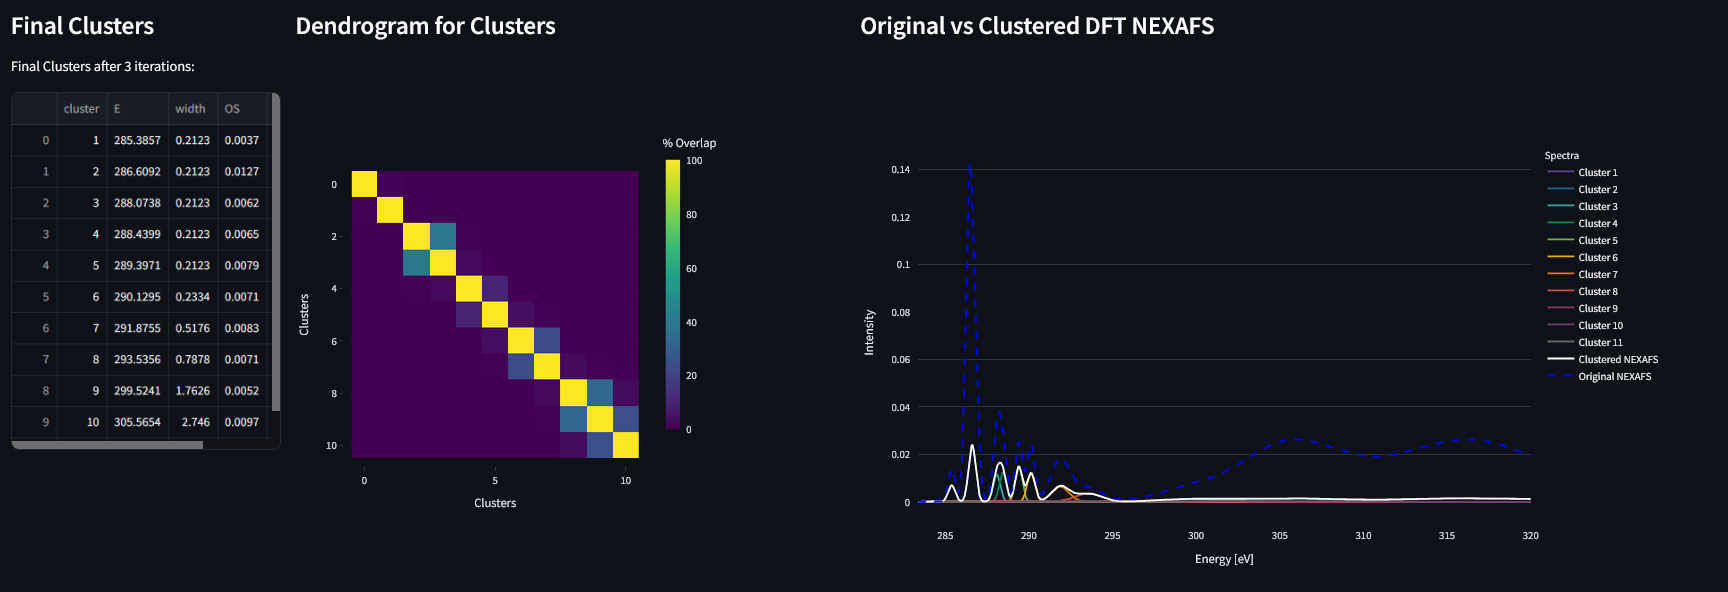 Final Clusters
Final Clusters after 3 iterations:
cluster E width OS
0 1 285.3857 0.2123 0.0037
1 2 286.6092 0.2123 0.0127
2 3 288.0738 0.2123 0.0062
3 4 288.4399 0.2123 0.0065
4 5 289.3971 0.2123 0.0079
5 6 290.1295 0.2334 0.0071
6 7 291.8755 0.5176 0.0083
7 8 293.5356 0.7878 0.0071
8 9 299.5241 1.7626 0.0052
9 10 305.5654 2.746 0.0097
Dendrogram for Clusters
% Overlap
100
80
60
40
20
0
Clusters
0
2
4
6
8
10
0 5 10
Clusters
Original vs Clustered DFT NEXAFS
Intensity
0.14
0.12
0.1
0.08
0.06
0.04
0.02
0
285 290 295 300 305 310 315 320
Energy [eV]
Spectra
Cluster 1
Cluster 2
Cluster 3
Cluster 4
Cluster 5
Cluster 6
Cluster 7
Cluster 8
Cluster 9
Cluster 10
Cluster 11
Clustered NEXAFS
Original NEXAFS